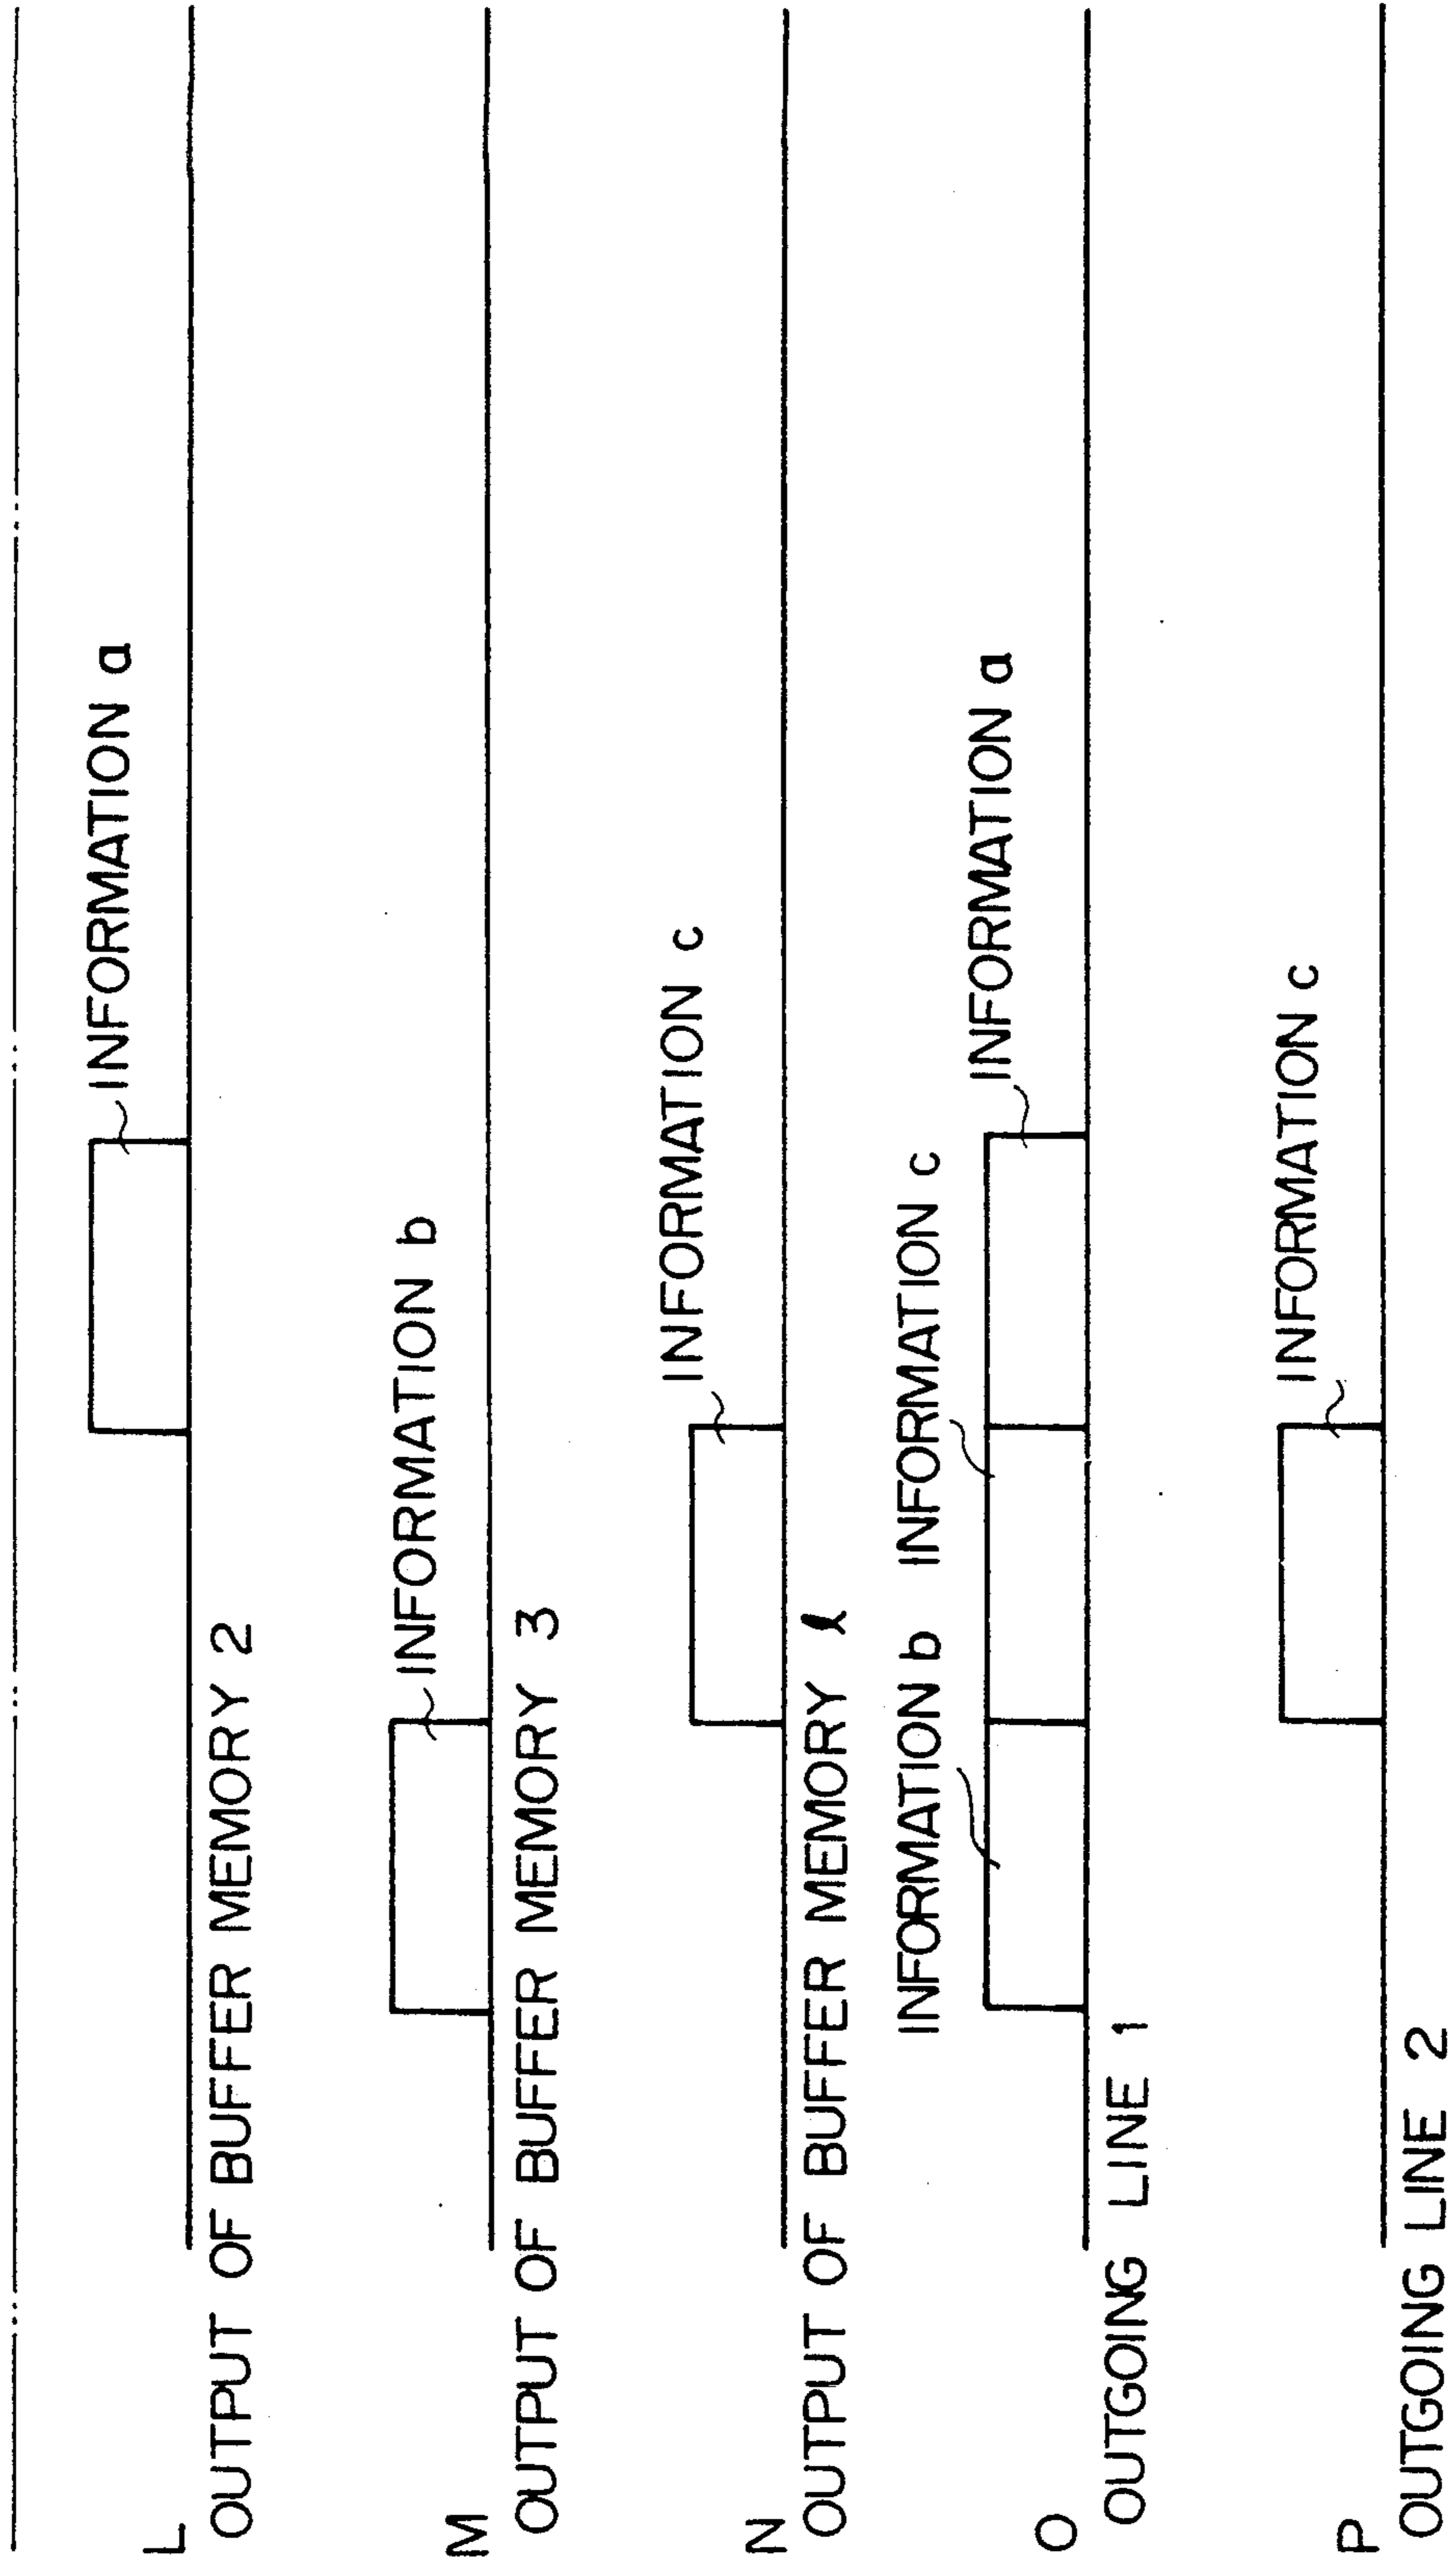 L
OUTPUT OF BUFFER MEMORY 2
INFORMATION a
M
OUTPUT OF BUFFER MEMORY 3
INFORMATION b
N
OUTPUT OF BUFFER MEMORY ℓ
INFORMATION c
O
OUTGOING LINE 1
INFORMATION b
INFORMATION c
INFORMATION a
P
OUTGOING LINE 2
INFORMATION c